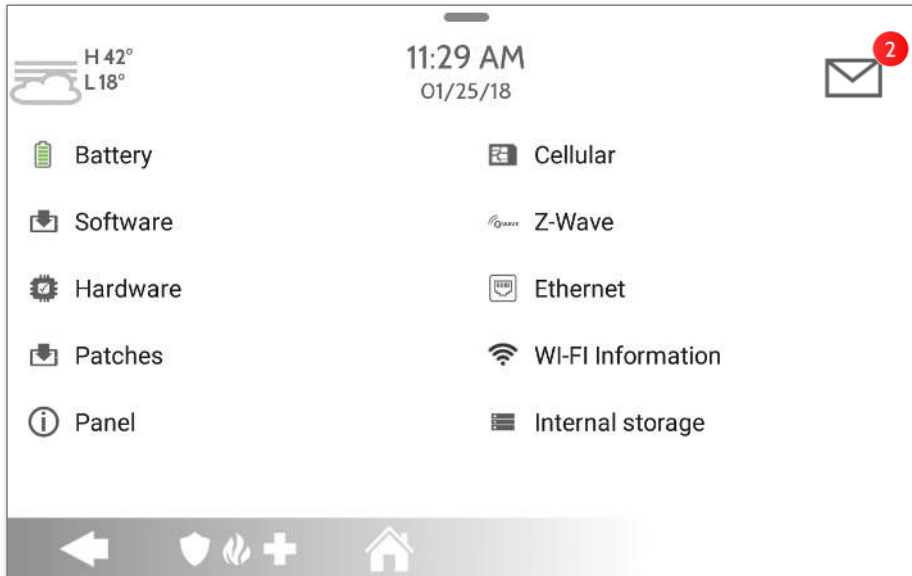 H 42°
L 18°
11:29 AM
01/25/18
2
Battery
Software
Hardware
Patches
Panel
Cellular
Z-Wave
Ethernet
WI-FI Information
Internal storage